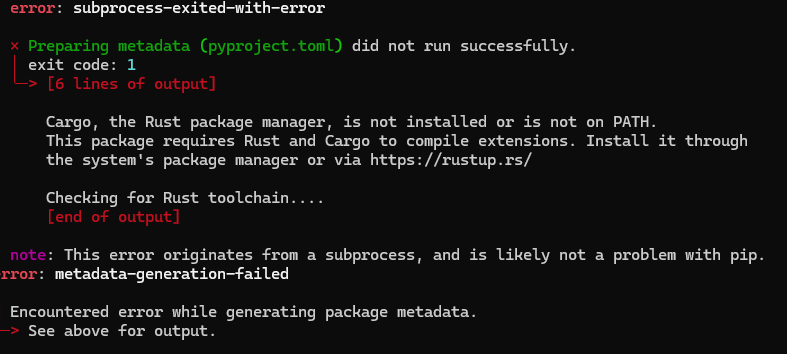 error: subprocess-exited-with-error
× Preparing metadata (pyproject.toml) did not run successfully.
│ exit code: 1
╰─> [6 lines of output]
Cargo, the Rust package manager, is not installed or is not on PATH.
This package requires Rust and Cargo to compile extensions. Install it through
the system's package manager or via https://rustup.rs/
Checking for Rust toolchain....
[end of output]
note: This error originates from a subprocess, and is likely not a problem with pip.
rror: metadata-generation-failed
Encountered error while generating package metadata.
─> See above for output.